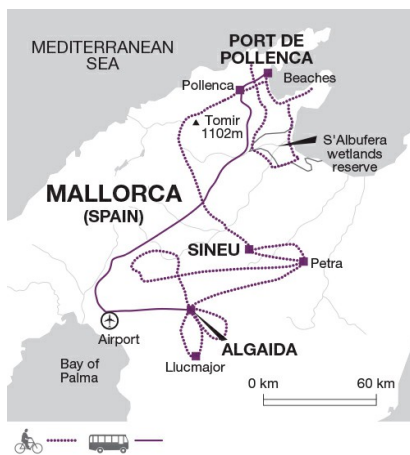 MEDITERRANEAN
SEA
PORT DE
POLLENCA
Pollenca
Beaches
Tomir
1102m
S'Albufera
wetlands
reserve
MALLORCA
(SPAIN)
SINEU
Petra
Airport
ALGAIDA
Bay of
Palma
Llucmajor
0 km
60 km